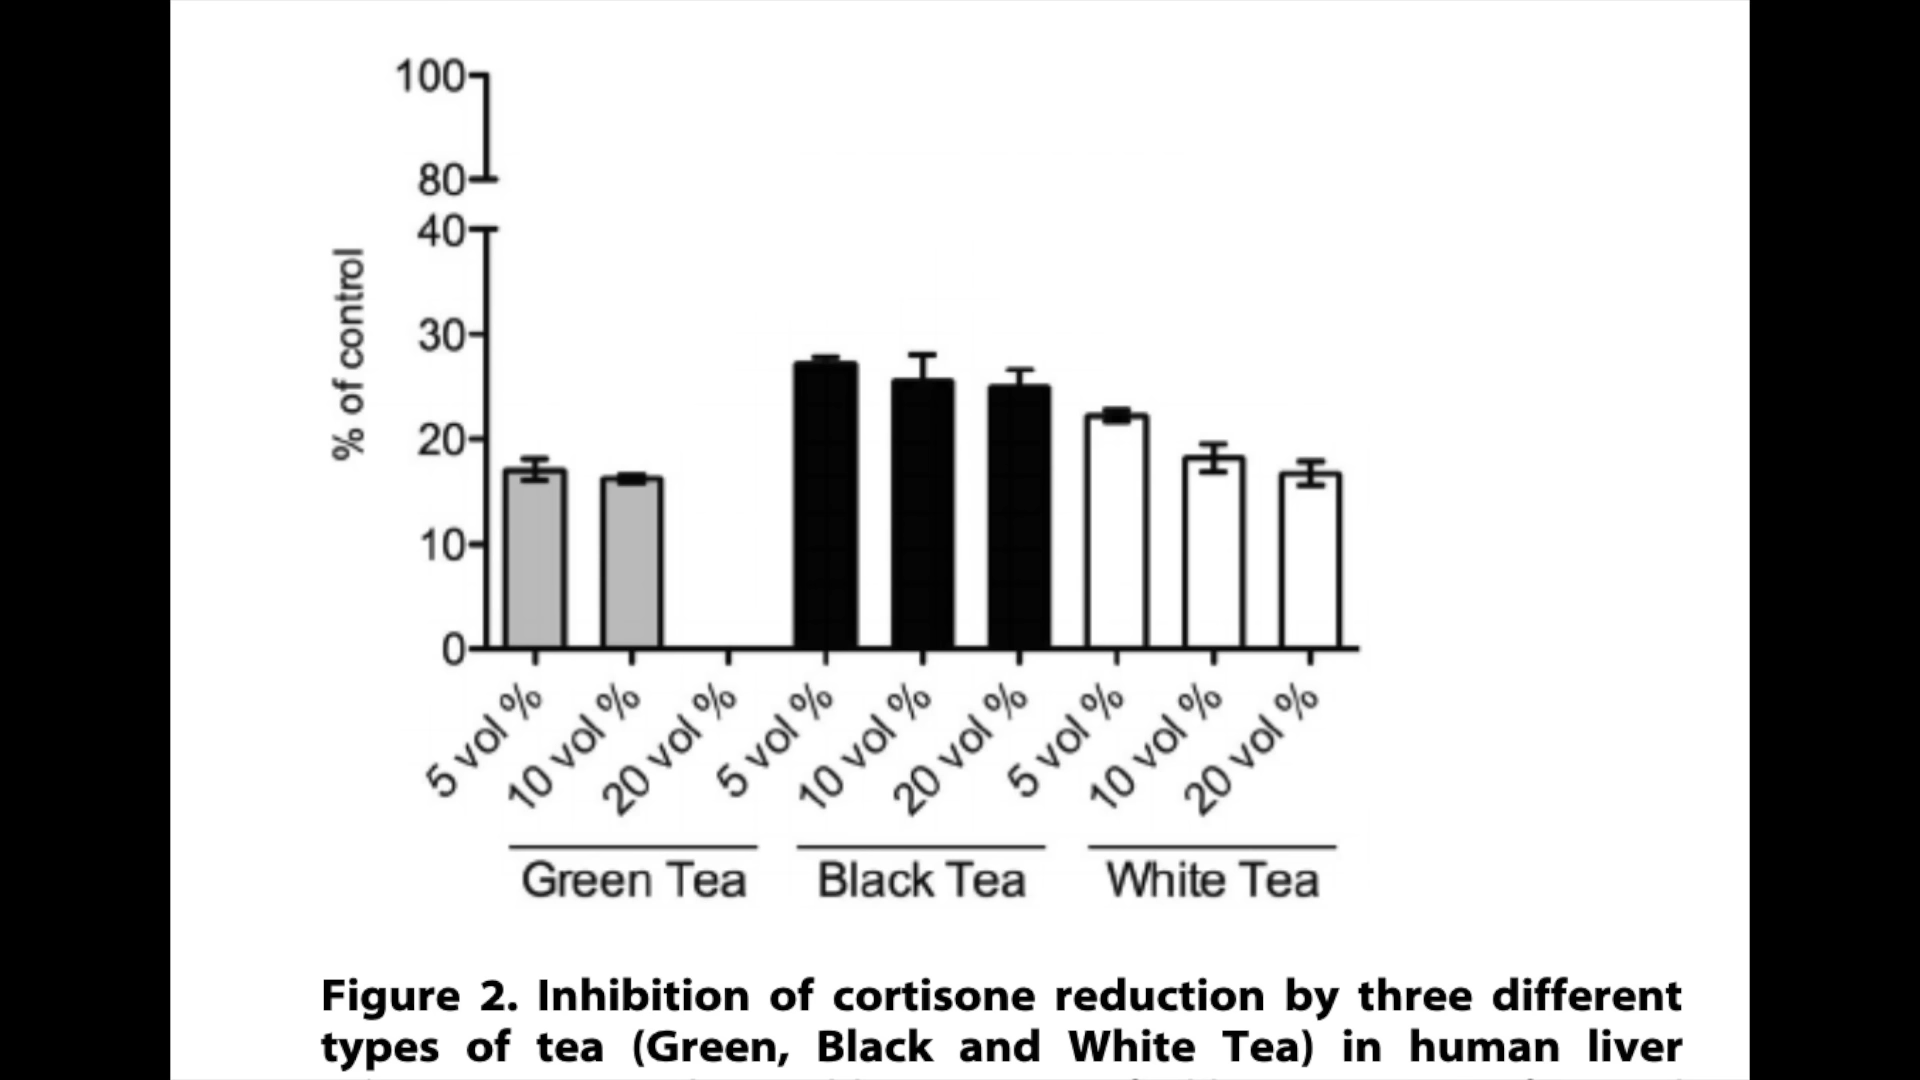 100
80
40
30
20
10
0
% of control
5 vol %
10 vol %
20 vol %
5 vol %
10 vol %
20 vol %
5 vol %
10 vol %
20 vol %
Green Tea
Black Tea
White Tea
Figure 2. Inhibition of cortisone reduction by three different
types of tea (Green, Black and White Tea) in human liver